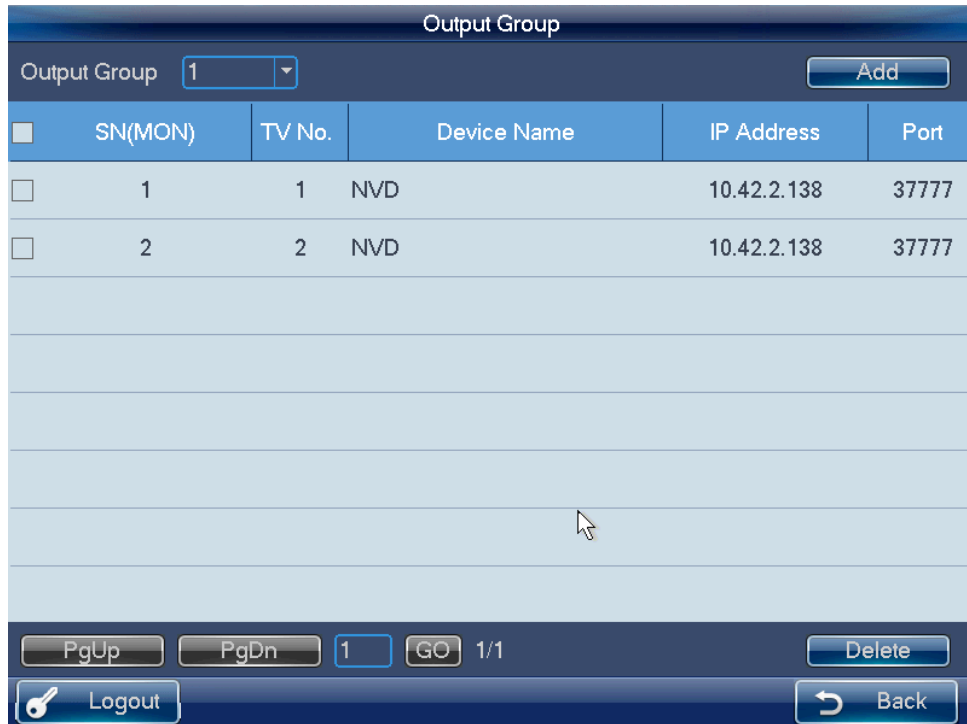 Output Group
Output Group 1 Add
SN(MON) TV No. Device Name IP Address Port
1 1 NVD 10.42.2.138 37777
2 2 NVD 10.42.2.138 37777
PgUp PgDn 1 GO 1/1 Delete
Logout Back